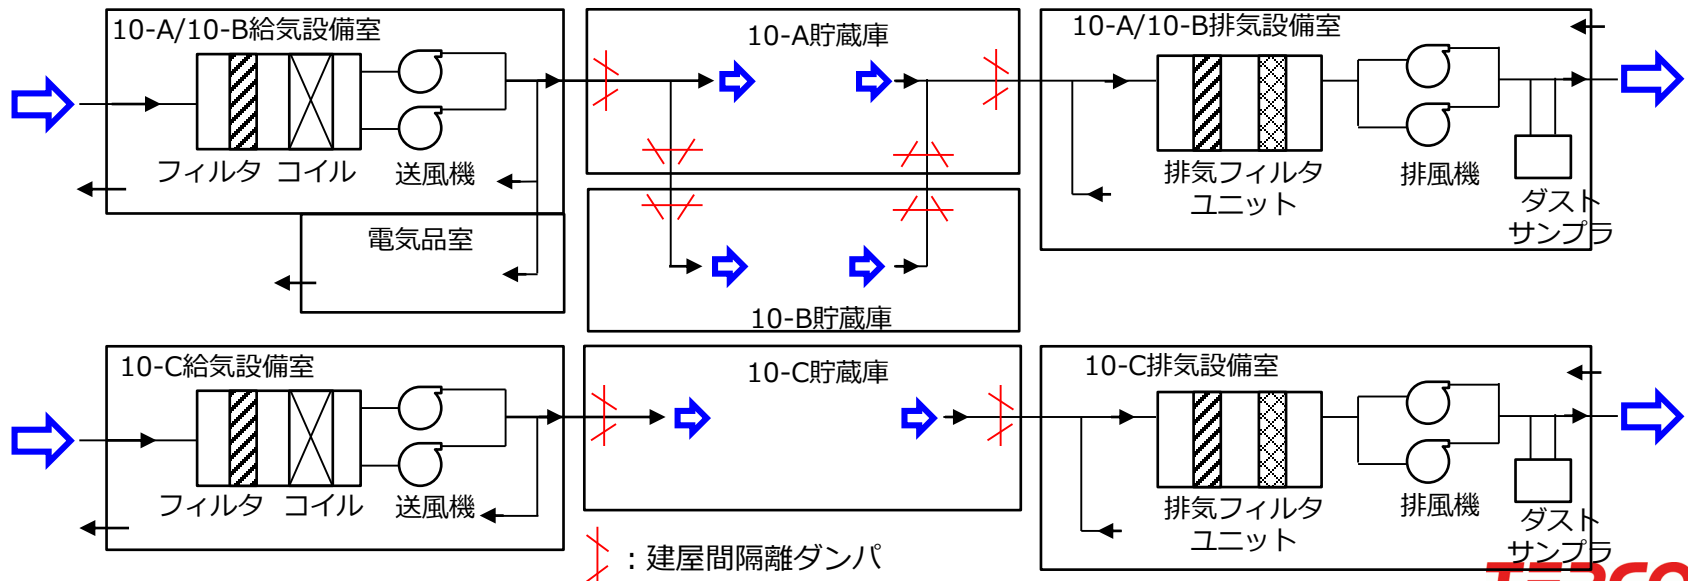 10-A/10-B給気設備室
10-A貯蔵庫
10-A/10-B排気設備室
フィルタ
コイル
送風機
排気フィルタ
ユニット
排風機
ダスト
サンプラ
電気品室
10-B貯蔵庫
10-C給気設備室
10-C貯蔵庫
10-C排気設備室
フィルタ
コイル
送風機
排気フィルタ
ユニット
排風機
ダスト
サンプラ
：建屋間隔離ダンパ
TEPCO